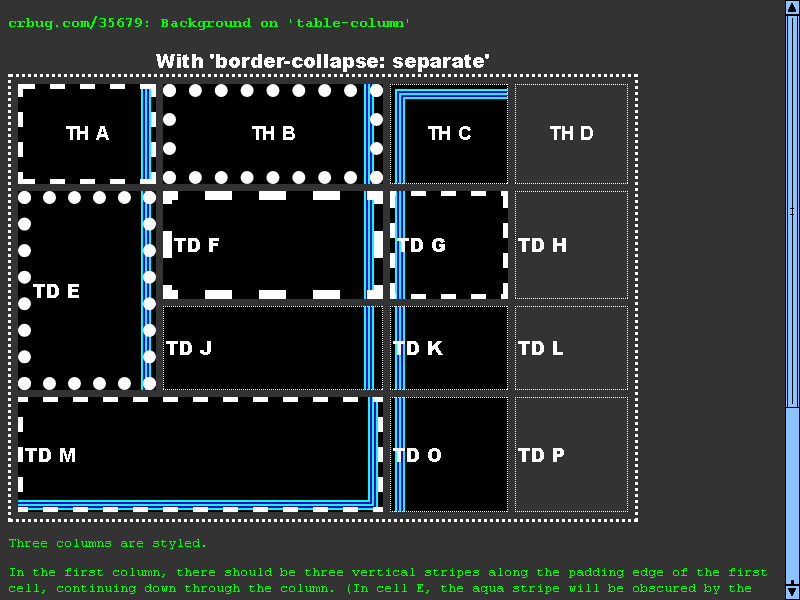 crbug.com/35679: Background on 'table-column'
With 'border-collapse: separate'
TH A TH B TH C TH D
TD F TD G TD H
TD E
TD J TD K TD L
TD M TD O TD P
Three columns are styled.
In the first column, there should be three vertical stripes along the padding edge of the first
cell, continuing down through the column. (In cell E, the aqua stripe will be obscured by the